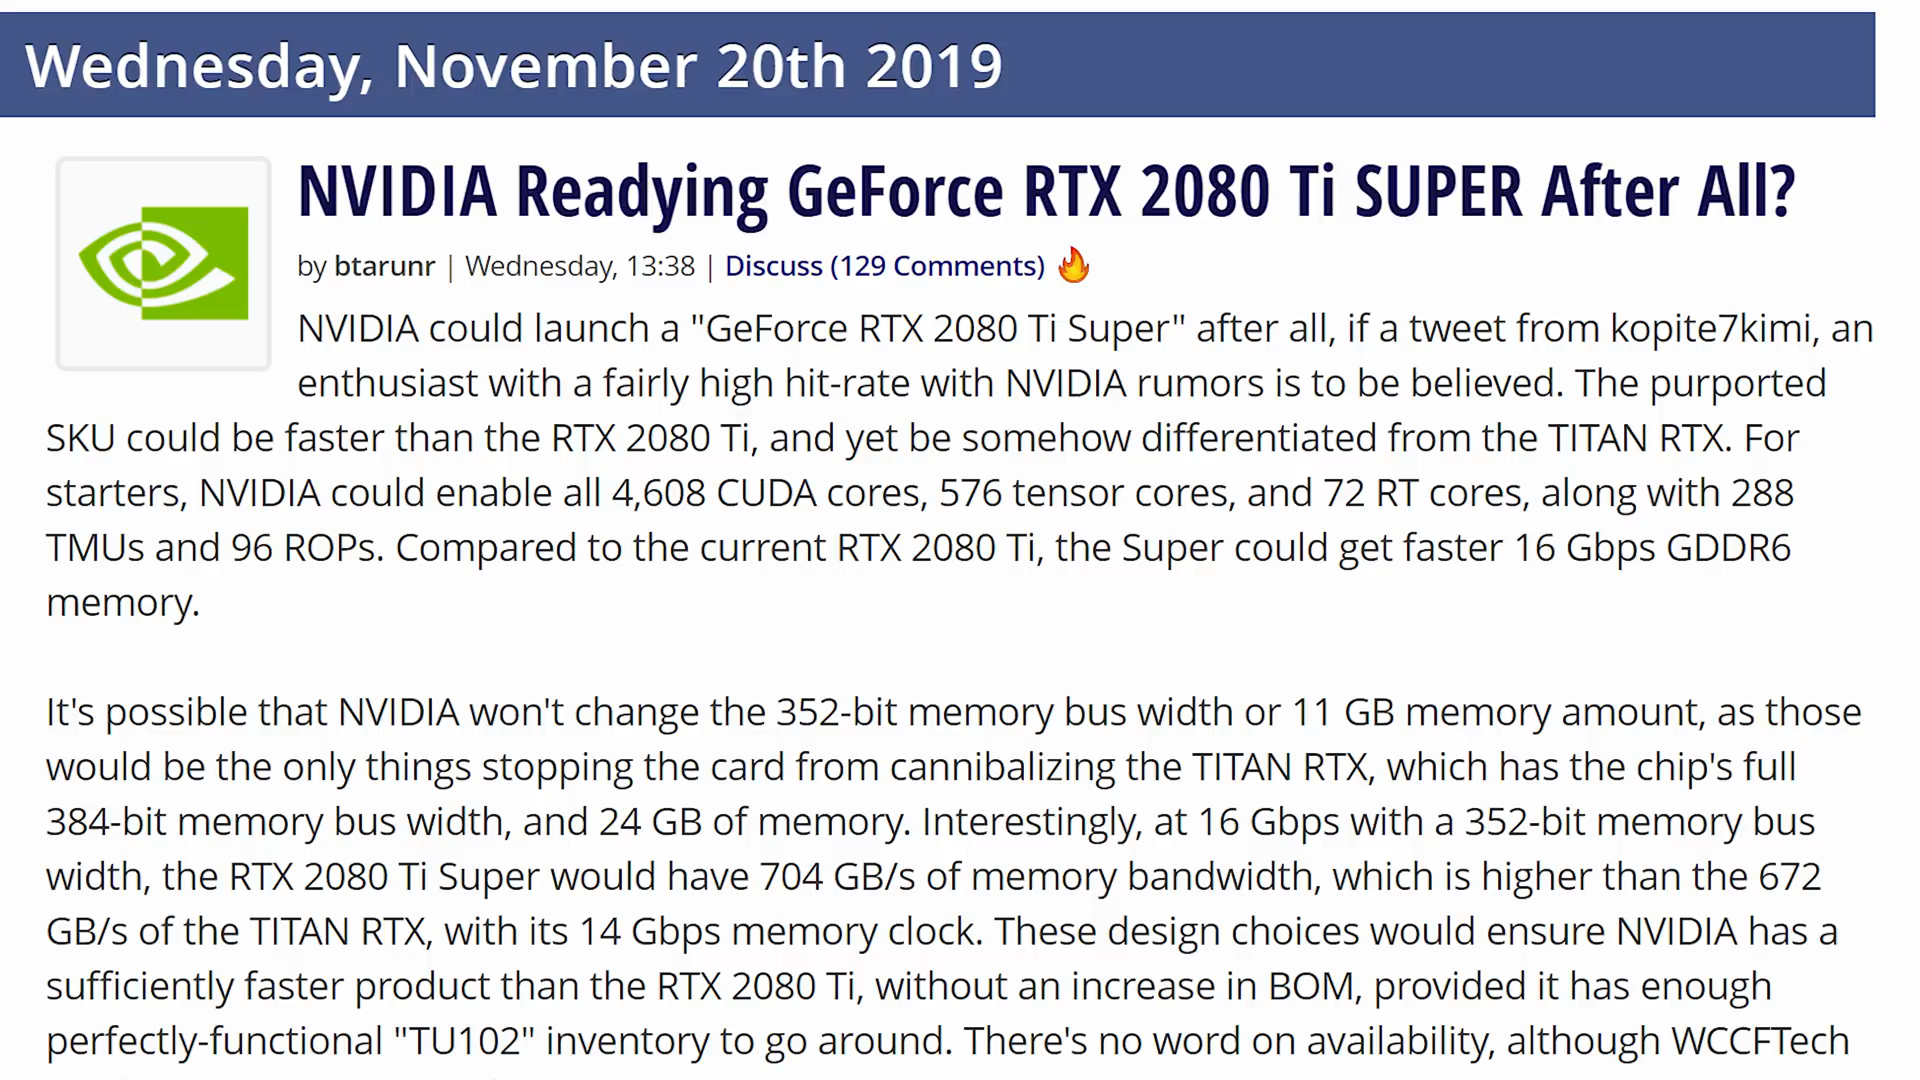 Wednesday, November 20th 2019
NVIDIA Readying GeForce RTX 2080 Ti SUPER After All?
by btarunr | Wednesday, 13:38 | Discuss (129 Comments)
NVIDIA could launch a "GeForce RTX 2080 Ti Super" after all, if a tweet from kopite7kimi, an
enthusiast with a fairly high hit-rate with NVIDIA rumors is to be believed. The purported
SKU could be faster than the RTX 2080 Ti, and yet be somehow differentiated from the TITAN RTX. For
starters, NVIDIA could enable all 4,608 CUDA cores, 576 tensor cores, and 72 RT cores, along with 288
TMUs and 96 ROPs. Compared to the current RTX 2080 Ti, the Super could get faster 16 Gbps GDDR6
memory.
It's possible that NVIDIA won't change the 352-bit memory bus width or 11 GB memory amount, as those
would be the only things stopping the card from cannibalizing the TITAN RTX, which has the chip's full
384-bit memory bus width, and 24 GB of memory. Interestingly, at 16 Gbps with a 352-bit memory bus
width, the RTX 2080 Ti Super would have 704 GB/s of memory bandwidth, which is higher than the 672
GB/s of the TITAN RTX, with its 14 Gbps memory clock. These design choices would ensure NVIDIA has a
sufficiently faster product than the RTX 2080 Ti, without an increase in BOM, provided it has enough
perfectly-functional "TU102" inventory to go around. There's no word on availability, although WCCFTech